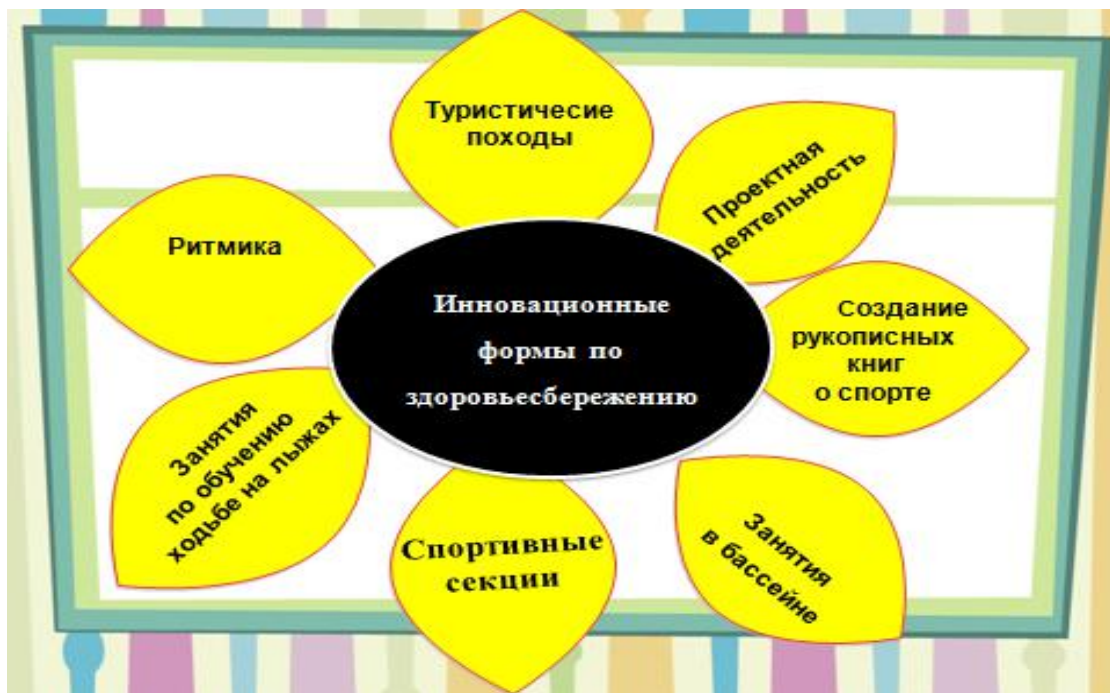 Туристичесие
походы
Проектная
деятельность
Ритмика
Инновационные
формы по
здоровьесбережению
Создание
рукописных
книг
о спорте
Занятия
по обучению
ходьбе на лыжах
Спортивные
секции
Занятия
в бассейне